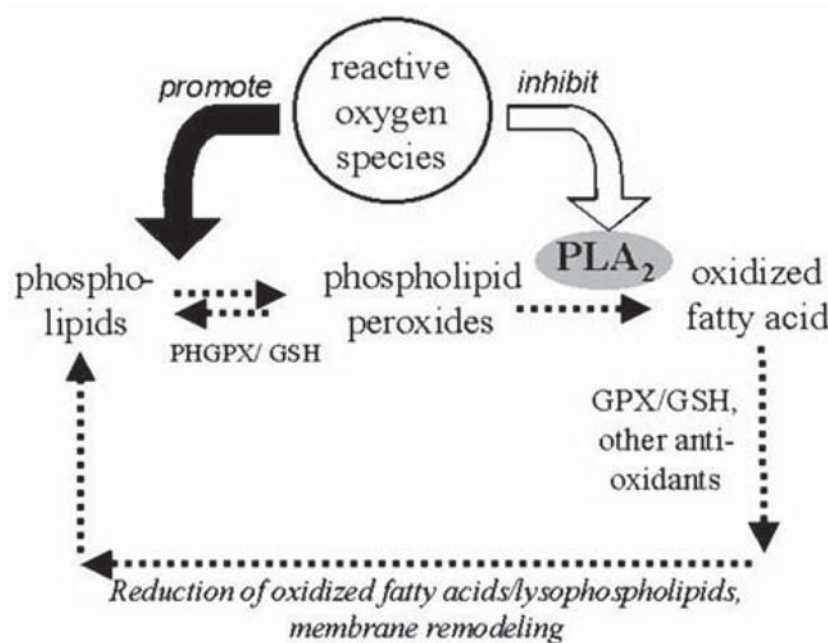 promote
reactive
oxygen
species
inhibit
phospho-
lipids
PHGPX/ GSH
phospholipid
peroxides
PLA₂
oxidized
fatty acid
GPX/GSH,
other anti-
oxidants
Reduction of oxidized fatty acids/lysophospholipids,
membrane remodeling